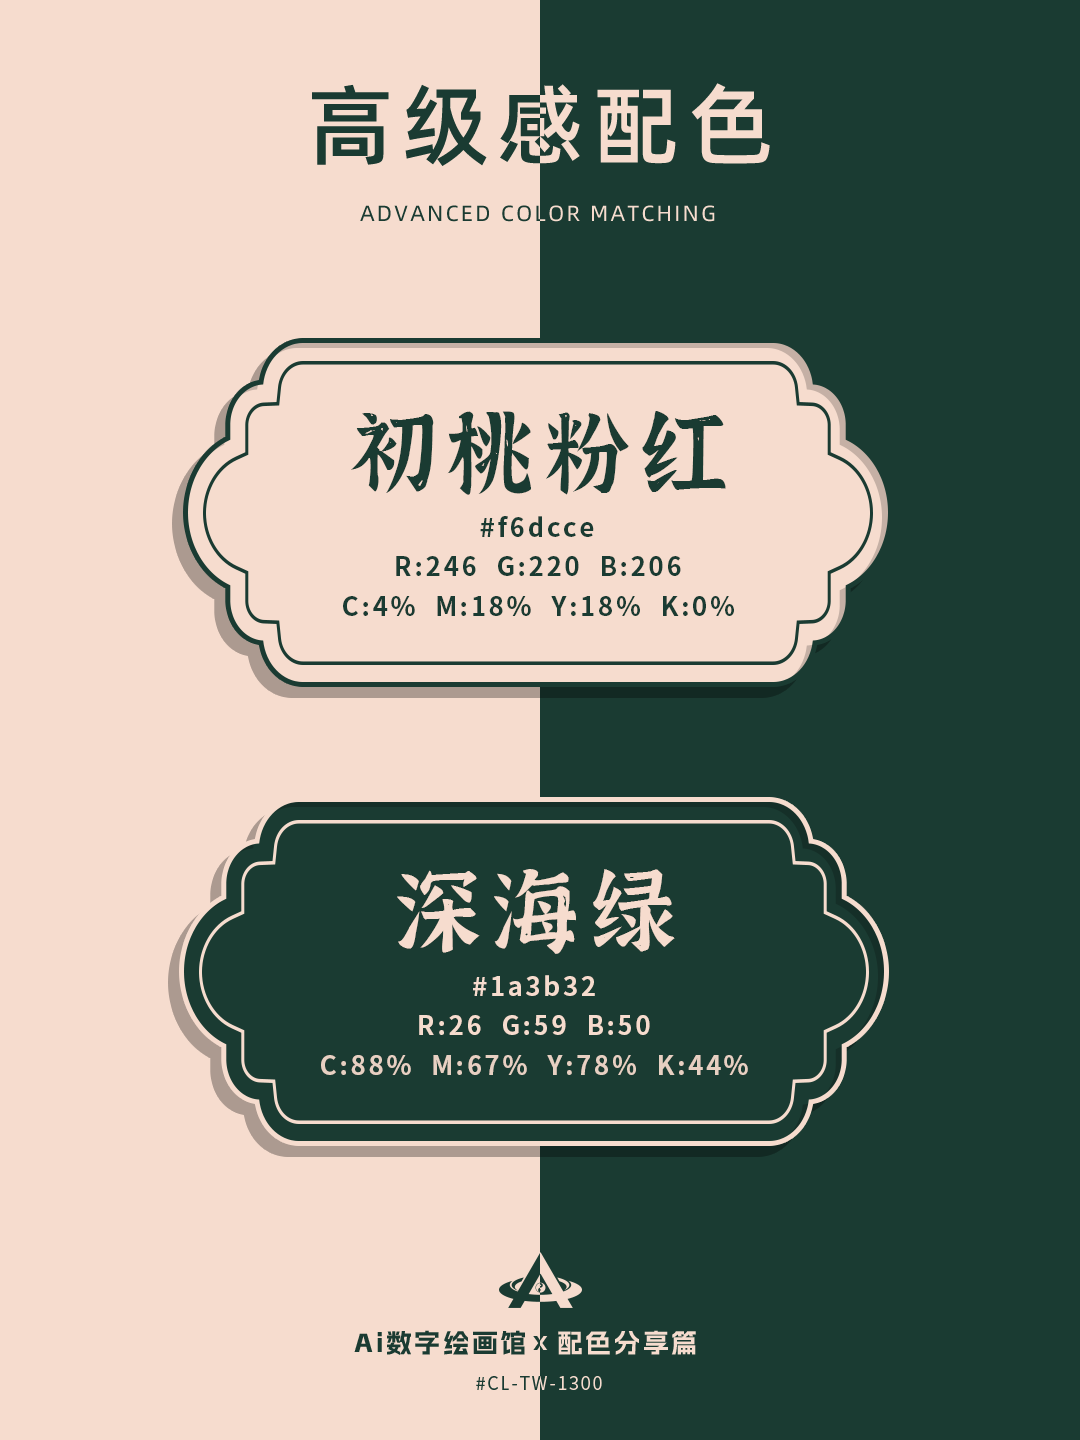 高级感配色
ADVANCED COLOR MATCHING
初桃粉红
#f6dcce
R:246 G:220 B:206
C:4% M:18% Y:18% K:0%
深海绿
#1a3b32
R:26 G:59 B:50
C:88% M:67% Y:78% K:44%
Ai数字绘画馆 x 配色分享篇
#CL-TW-1300